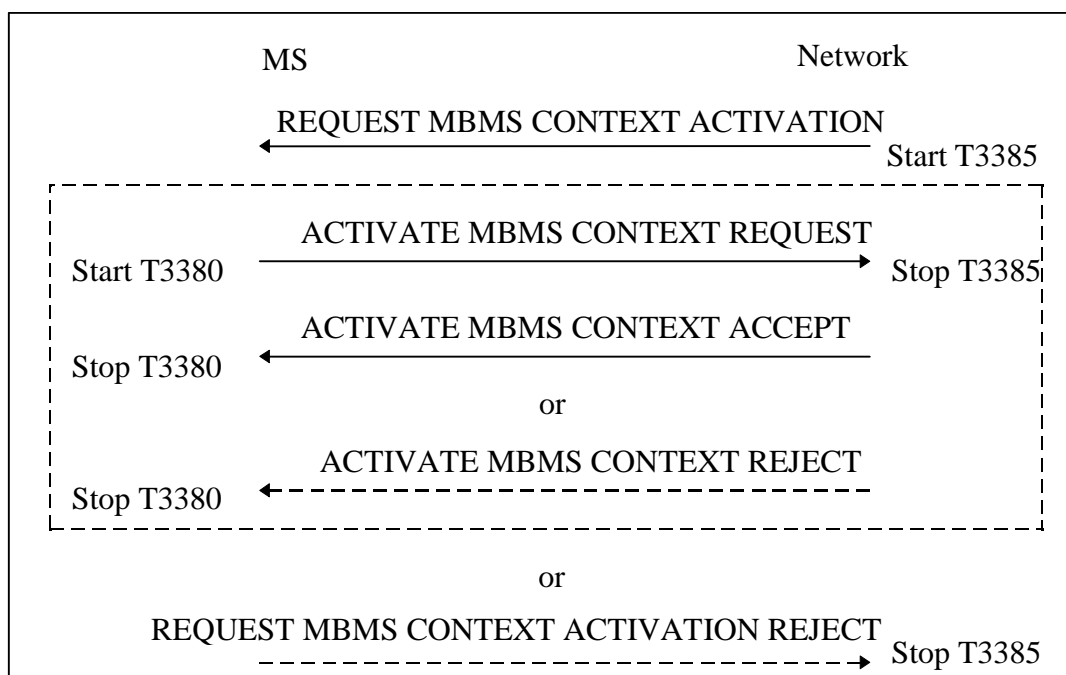 MS
Network
REQUEST MBMS CONTEXT ACTIVATION
Start T3385
ACTIVATE MBMS CONTEXT REQUEST
Start T3380
Stop T3385
ACTIVATE MBMS CONTEXT ACCEPT
Stop T3380
or
ACTIVATE MBMS CONTEXT REJECT
Stop T3380
or
REQUEST MBMS CONTEXT ACTIVATION REJECT
Stop T3385